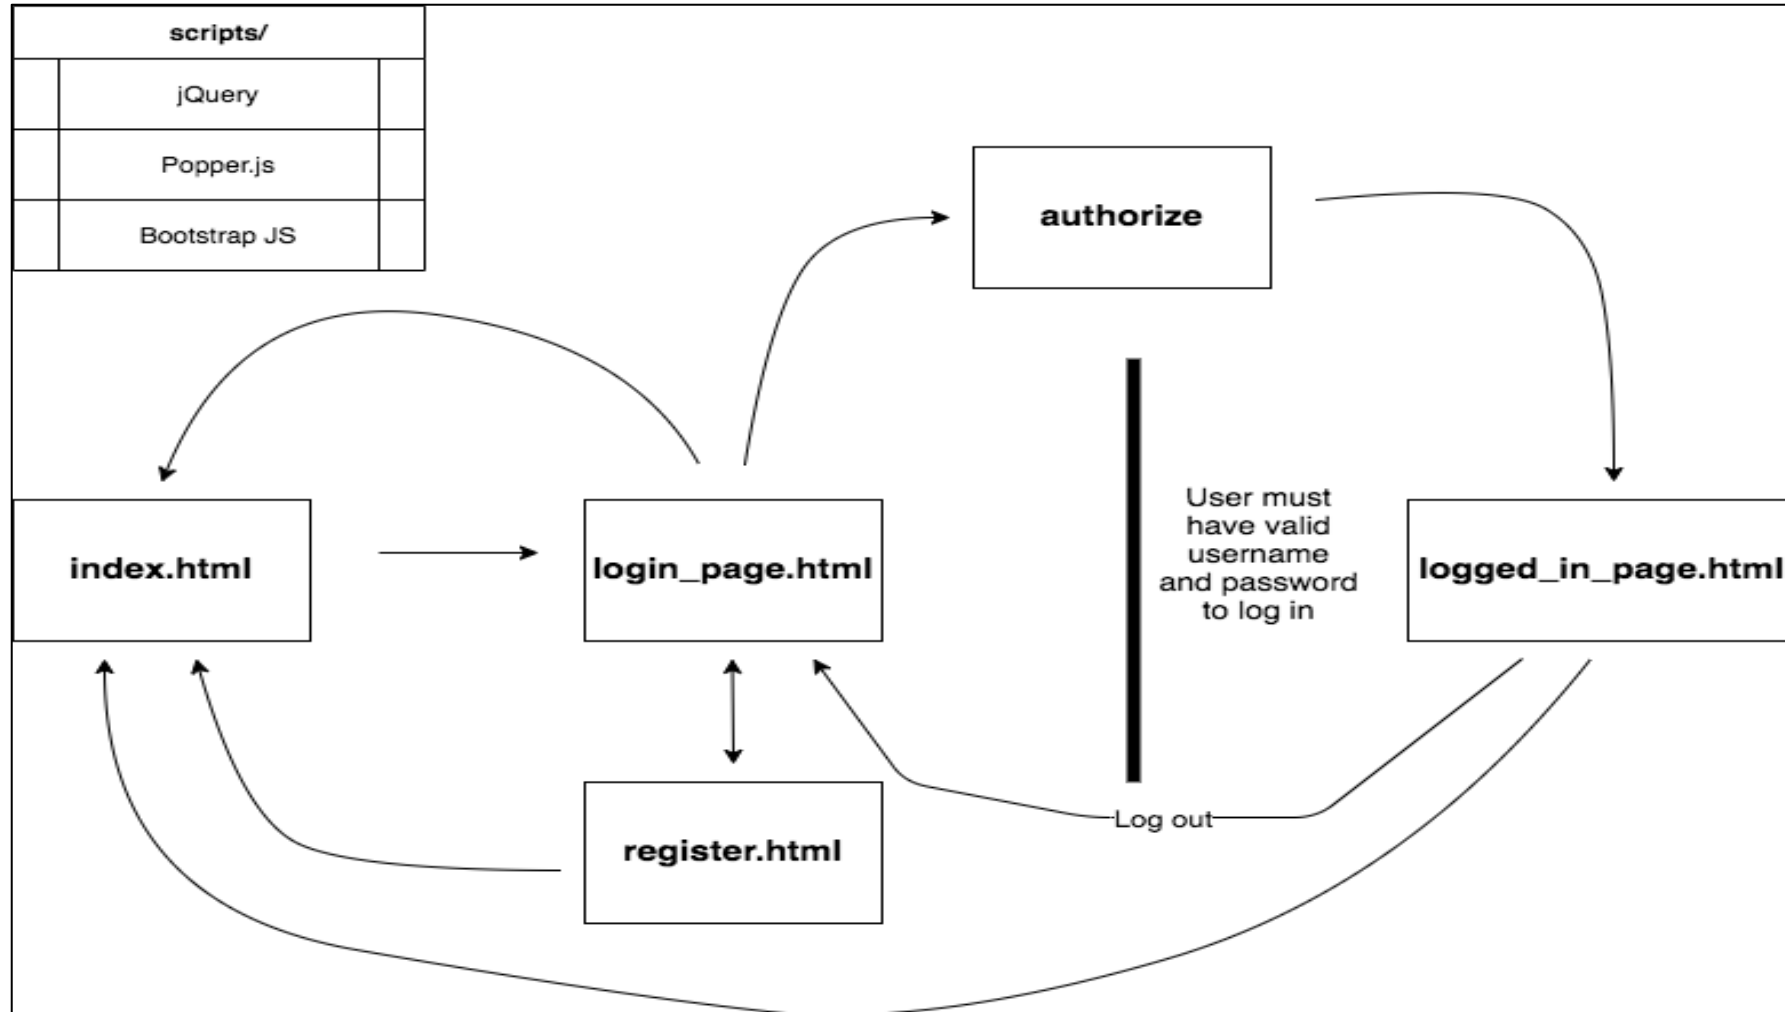 scripts/
jQuery
Popper.js
Bootstrap JS
authorize
index.html
login_page.html
User must
have valid
username
and password
to log in
logged_in_page.html
Log out
register.html